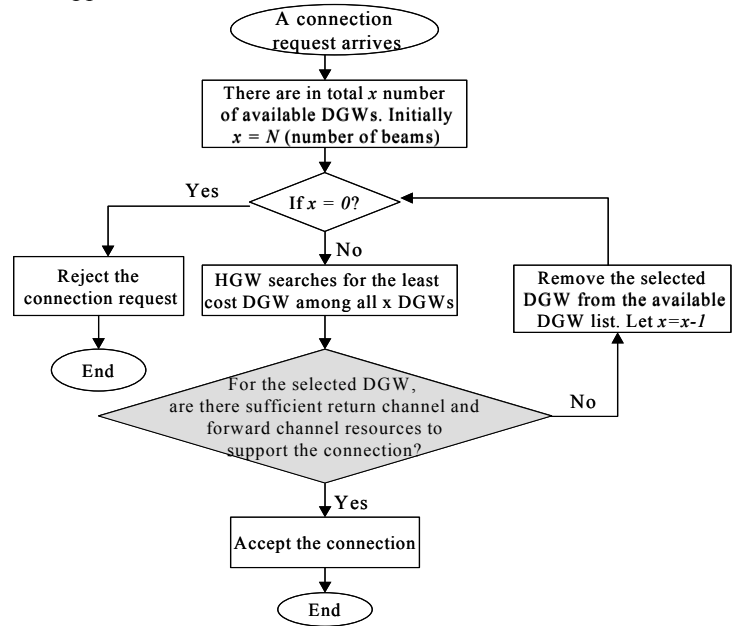 A connection
request arrives
There are in total x number
of available DGWs. Initially
x = N (number of beams)
Yes
If x = 0?
No
Reject the
connection request
HGW searches for the least
cost DGW among all x DGWs
Remove the selected
DGW from the available
DGW list. Let x=x-1
End
For the selected DGW,
are there sufficient return channel and
forward channel resources to
support the connection?
No
Yes
Accept the connection
End